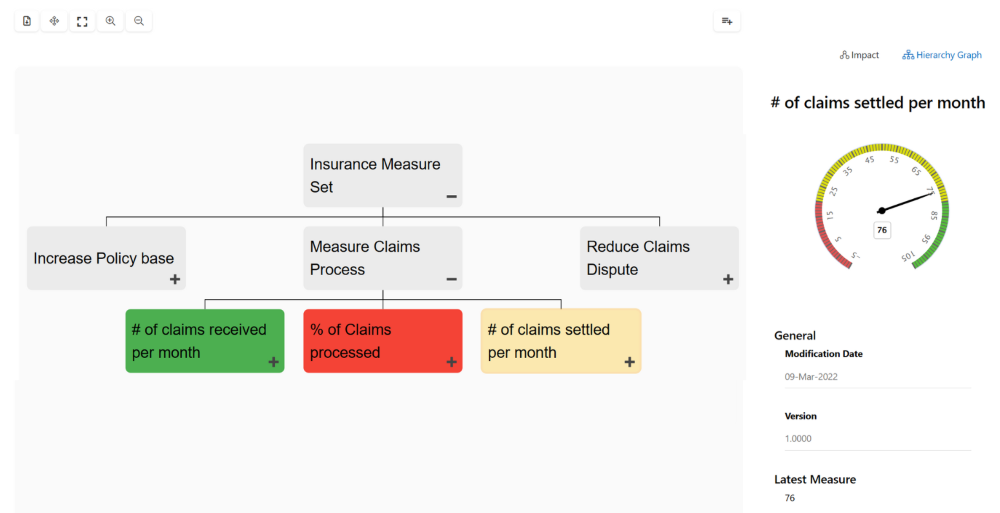 Impact
Hierarchy Graph
# of claims settled per month
Insurance Measure
Set
Increase Policy base
Measure Claims
Process
Reduce Claims
Dispute
# of claims received
per month
% of Claims
processed
# of claims settled
per month
-5
5
15
25
35
45
55
65
75
85
95
105
76
General
Modification Date
09-Mar-2022
Version
1.0000
Latest Measure
76